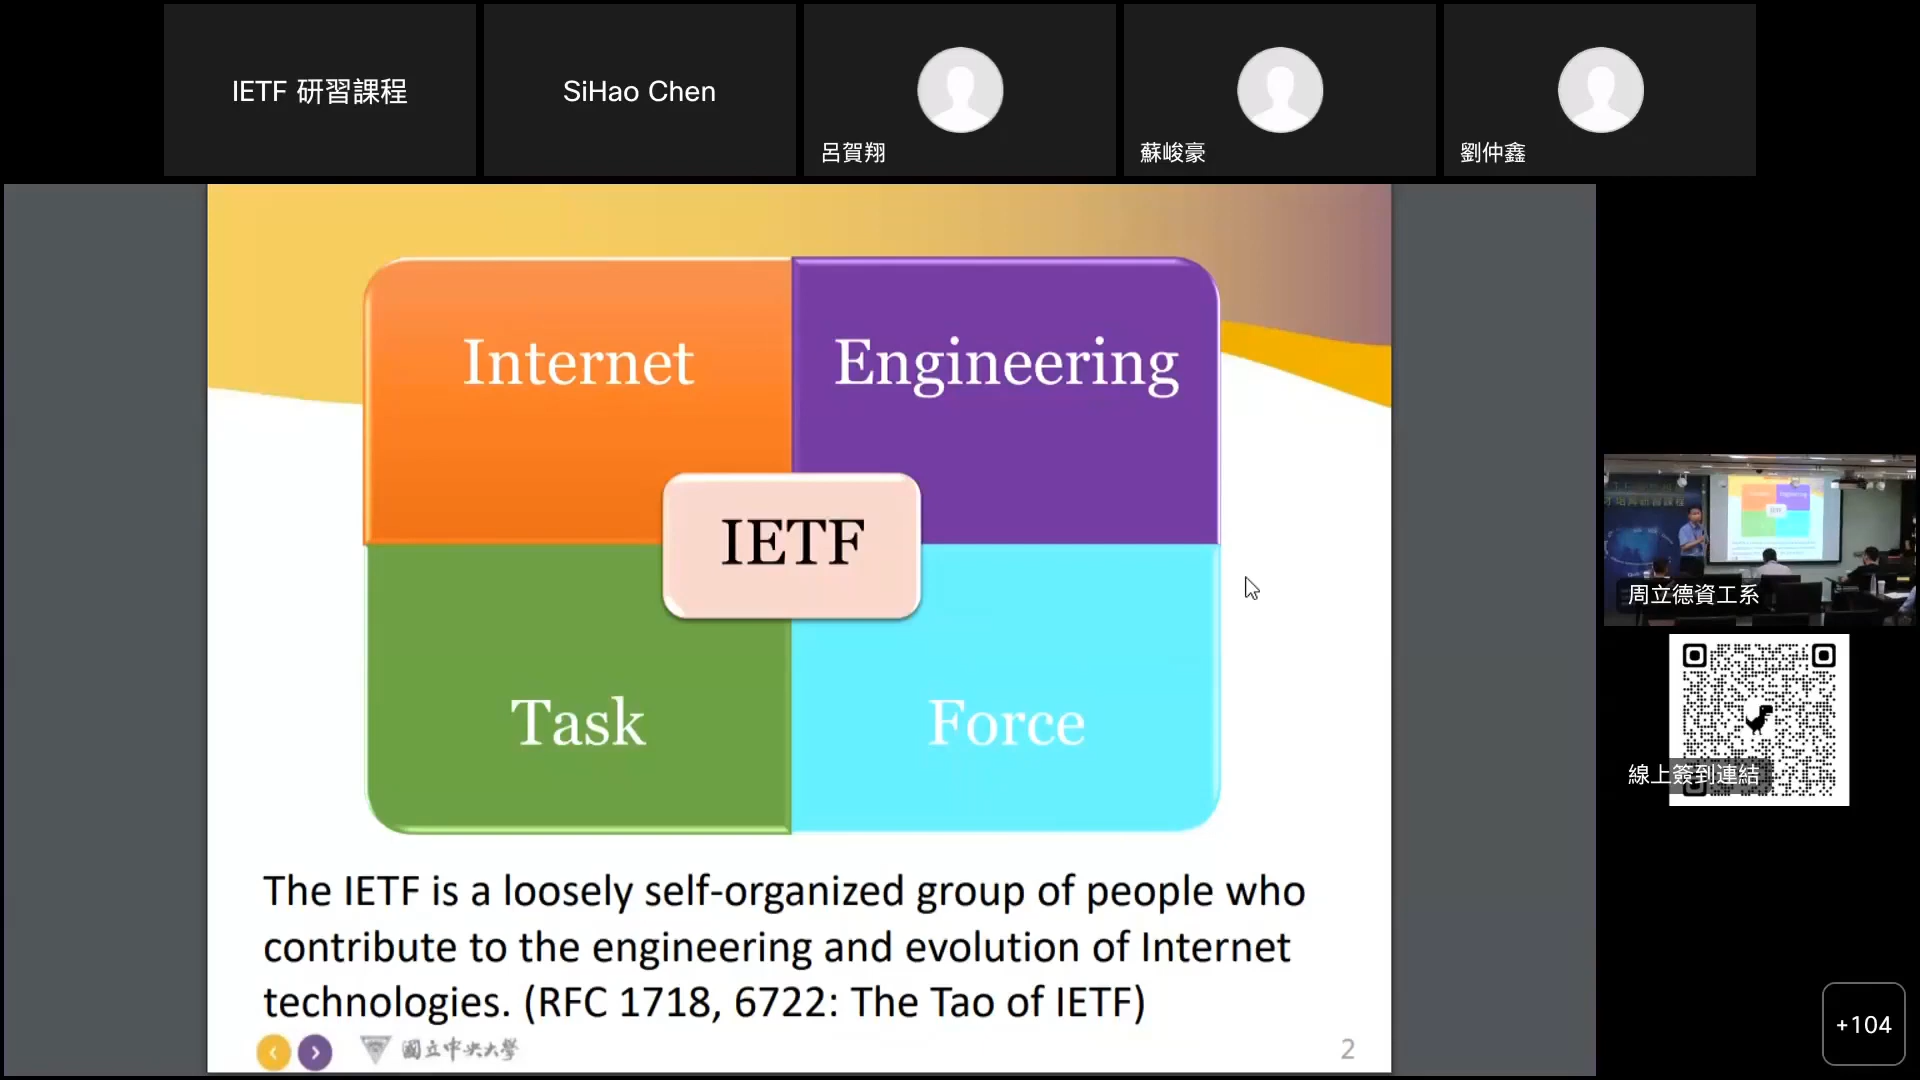 IETF 研習課程
SiHao Chen
呂賀翔
蘇峻豪
劉仲鑫
Internet
Engineering
IETF
Task
Force
The IETF is a loosely self-organized group of people who
contribute to the engineering and evolution of Internet
technologies. (RFC 1718, 6722: The Tao of IETF)
國立中央大學
2
周立德資工系
線上簽到連結
+104